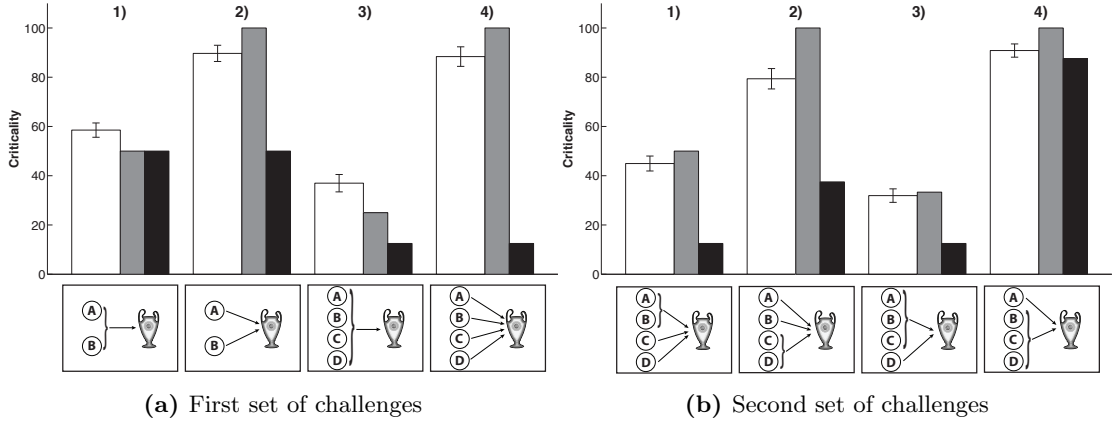 1) 2) 3) 4)
100
80
60
40
20
0
Criticality
A
B
A
B
A
B
C
D
A
B
C
D
(a) First set of challenges
1) 2) 3) 4)
100
80
60
40
20
0
Criticality
A
B
C
D
A
B
C
D
A
B
C
D
A
B
C
D
(b) Second set of challenges